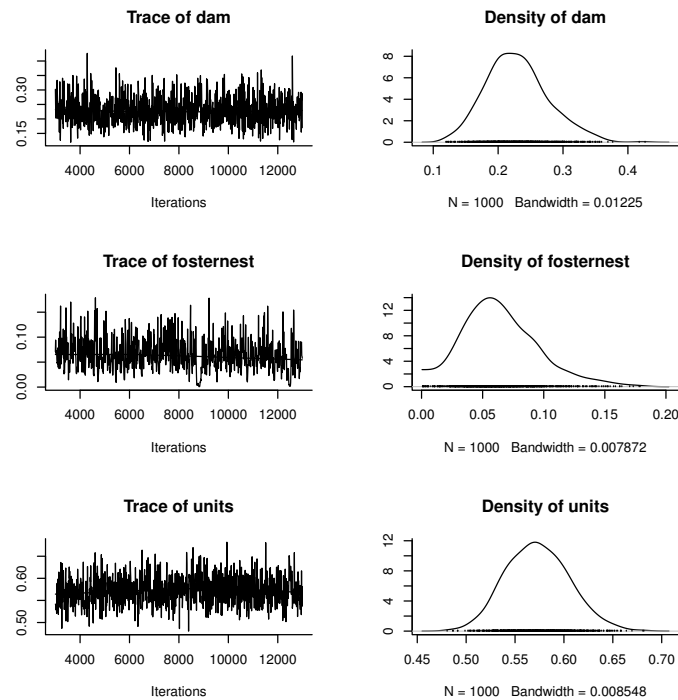 Trace of dam
0.15 0.30
4000 6000 8000 10000 12000
Iterations
Density of dam
0 2 4 6 8
0.1 0.2 0.3 0.4
N = 1000 Bandwidth = 0.01225
Trace of fosternest
0.00 0.10
4000 6000 8000 10000 12000
Iterations
Density of fosternest
0 4 8 12
0.00 0.05 0.10 0.15 0.20
N = 1000 Bandwidth = 0.007872
Trace of units
0.50 0.60
4000 6000 8000 10000 12000
Iterations
Density of units
0 4 8 12
0.45 0.50 0.55 0.60 0.65 0.70
N = 1000 Bandwidth = 0.008548